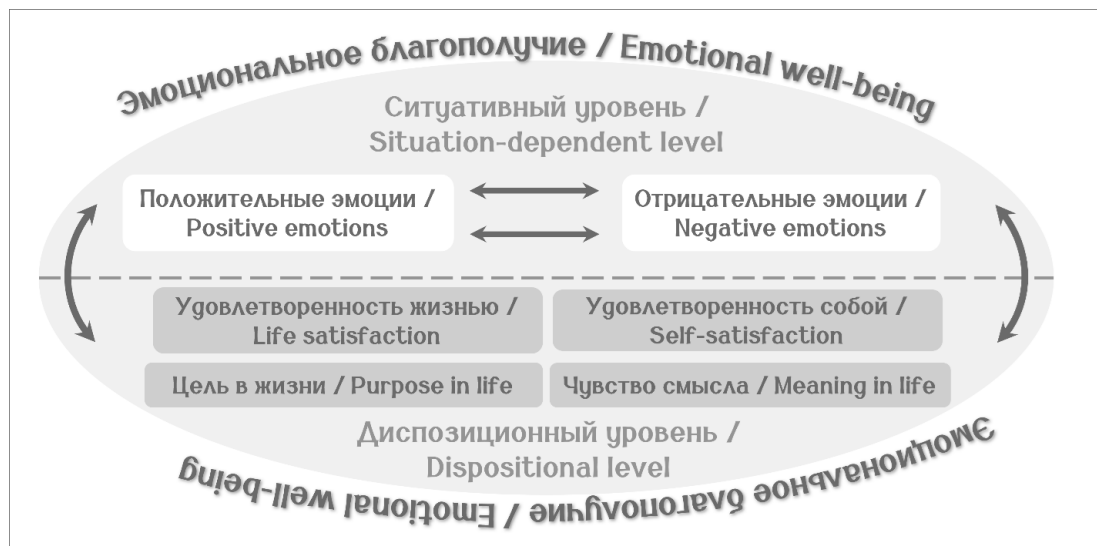 Эмоциональное благополучие / Emotional well-being
Ситуативный уровень /
Situation-dependent level
Положительные эмоции /
Positive emotions
Отрицательные эмоции /
Negative emotions
Удовлетворенность жизнью /
Life satisfaction
Удовлетворенность собой /
Self-satisfaction
Цель в жизни / Purpose in life
Чувство смысла / Meaning in life
Диспозиционный уровень /
Dispositional level
Эмоциональное благополучие / Emotional well-being